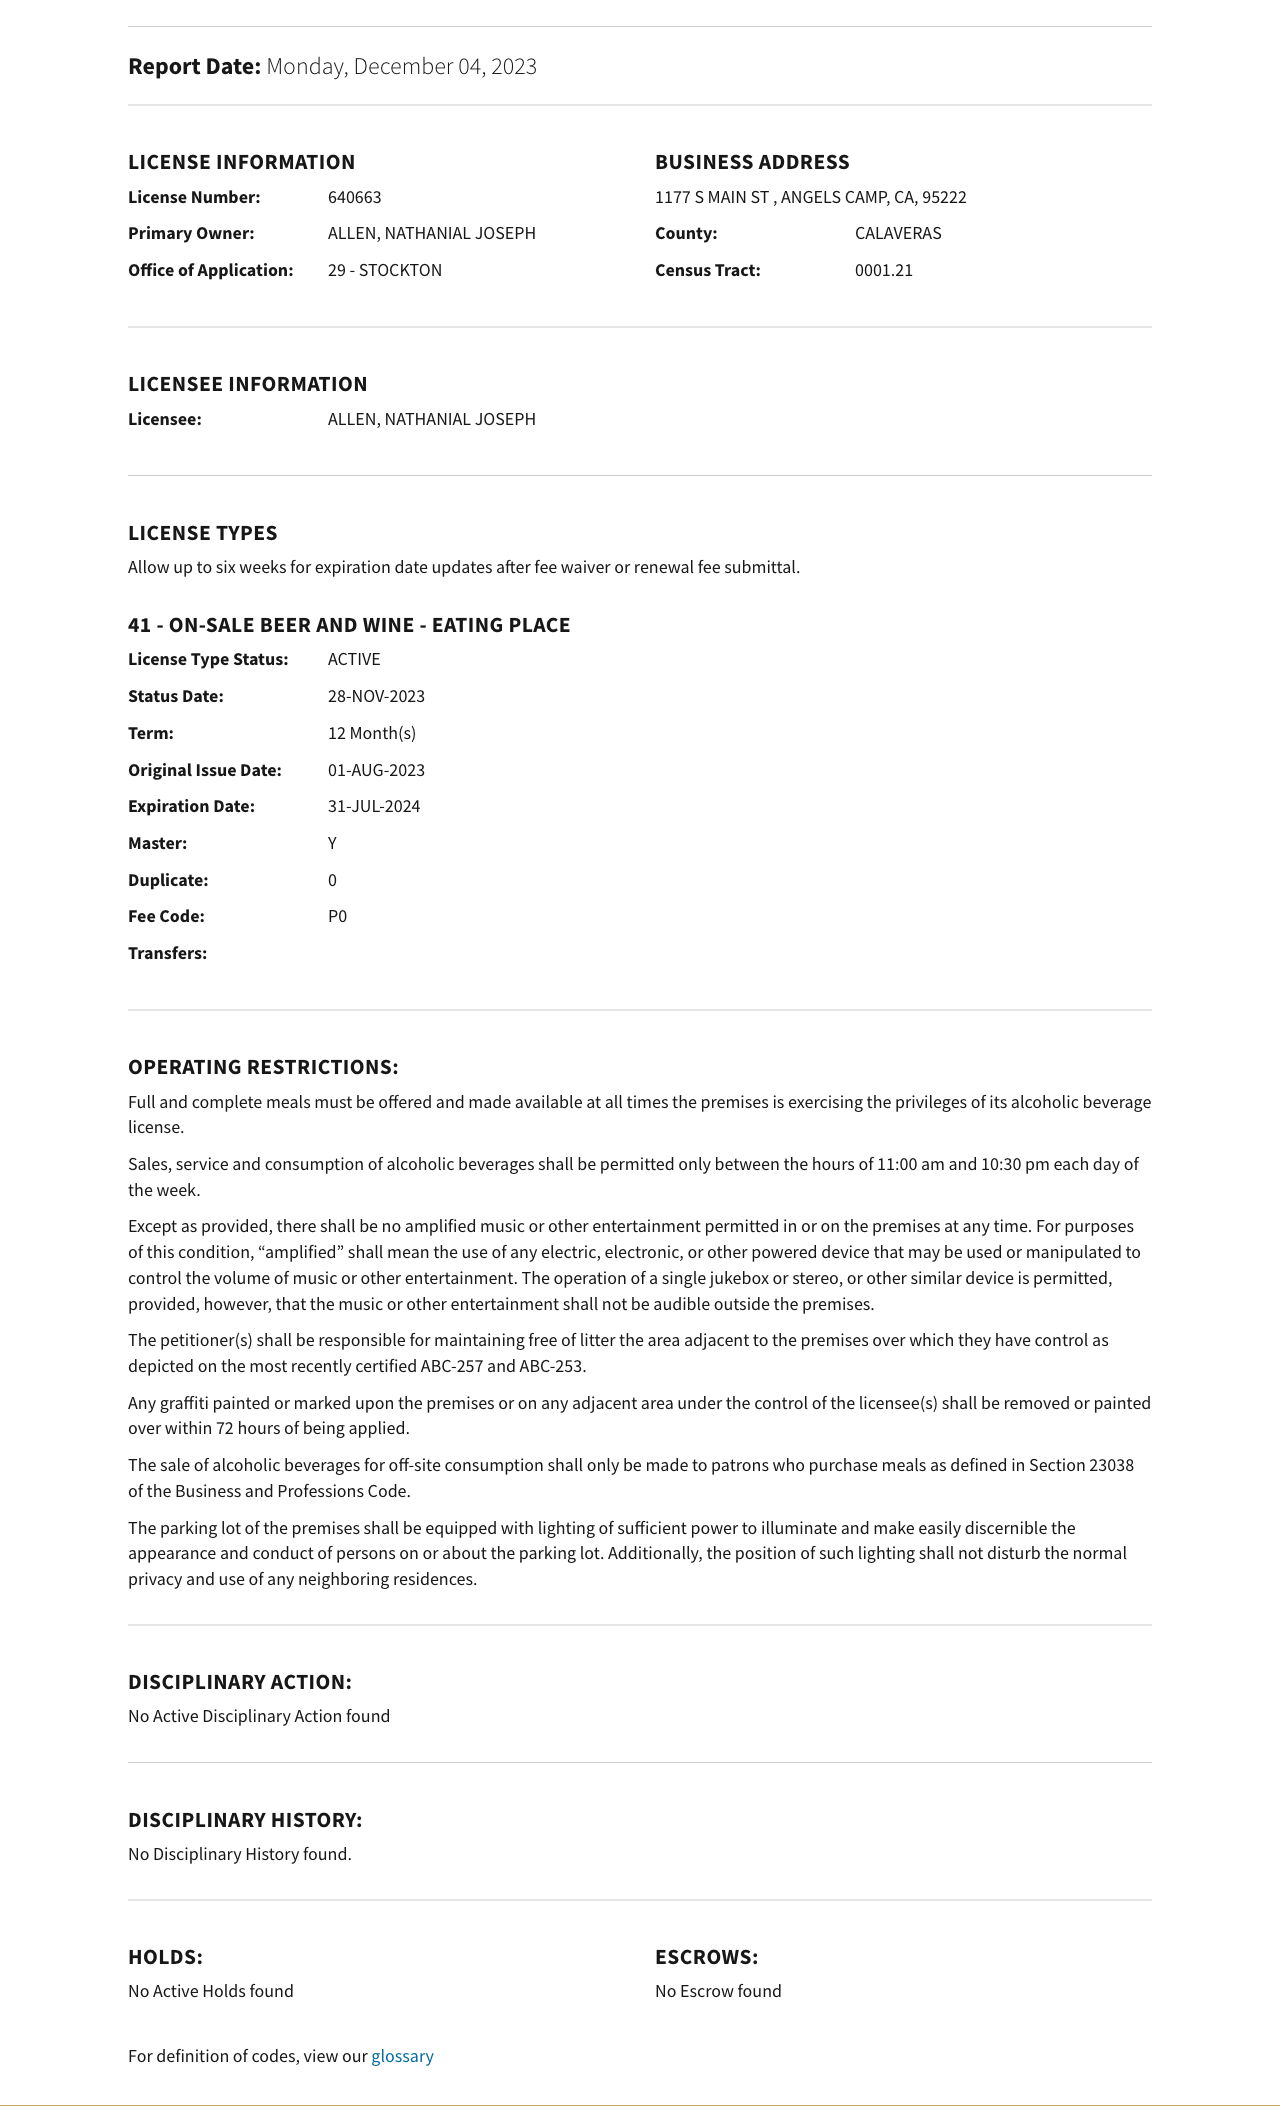 Report Date: Monday, December 04, 2023
LICENSE INFORMATION
License Number: 640663
Primary Owner: ALLEN, NATHANIAL JOSEPH
Office of Application: 29 - STOCKTON
BUSINESS ADDRESS
1177 S MAIN ST , ANGELS CAMP, CA, 95222
County: CALAVERAS
Census Tract: 0001.21
LICENSEE INFORMATION
Licensee: ALLEN, NATHANIAL JOSEPH
LICENSE TYPES
Allow up to six weeks for expiration date updates after fee waiver or renewal fee submittal.
41 - ON-SALE BEER AND WINE - EATING PLACE
License Type Status: ACTIVE
Status Date: 28-NOV-2023
Term: 12 Month(s)
Original Issue Date: 01-AUG-2023
Expiration Date: 31-JUL-2024
Master: Y
Duplicate: 0
Fee Code: P0
Transfers:
OPERATING RESTRICTIONS:
Full and complete meals must be offered and made available at all times the premises is exercising the privileges of its alcoholic beverage
license.
Sales, service and consumption of alcoholic beverages shall be permitted only between the hours of 11:00 am and 10:30 pm each day of
the week.
Except as provided, there shall be no amplified music or other entertainment permitted in or on the premises at any time. For purposes
of this condition, “amplified” shall mean the use of any electric, electronic, or other powered device that may be used or manipulated to
control the volume of music or other entertainment. The operation of a single jukebox or stereo, or other similar device is permitted,
provided, however, that the music or other entertainment shall not be audible outside the premises.
The petitioner(s) shall be responsible for maintaining free of litter the area adjacent to the premises over which they have control as
depicted on the most recently certified ABC-257 and ABC-253.
Any graffiti painted or marked upon the premises or on any adjacent area under the control of the licensee(s) shall be removed or painted
over within 72 hours of being applied.
The sale of alcoholic beverages for off-site consumption shall only be made to patrons who purchase meals as defined in Section 23038
of the Business and Professions Code.
The parking lot of the premises shall be equipped with lighting of sufficient power to illuminate and make easily discernible the
appearance and conduct of persons on or about the parking lot. Additionally, the position of such lighting shall not disturb the normal
privacy and use of any neighboring residences.
DISCIPLINARY ACTION:
No Active Disciplinary Action found
DISCIPLINARY HISTORY:
No Disciplinary History found.
HOLDS:
No Active Holds found
ESCROWS:
No Escrow found
For definition of codes, view our glossary